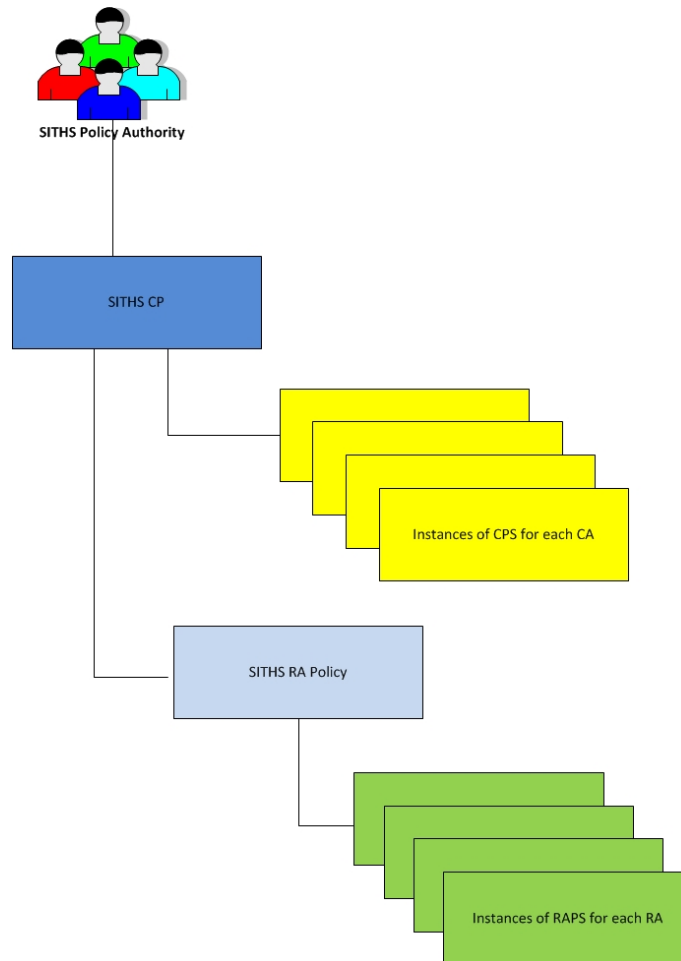 SITHS Policy Authority
SITHS CP
Instances of CPS for each CA
SITHS RA Policy
Instances of RAPS for each RA